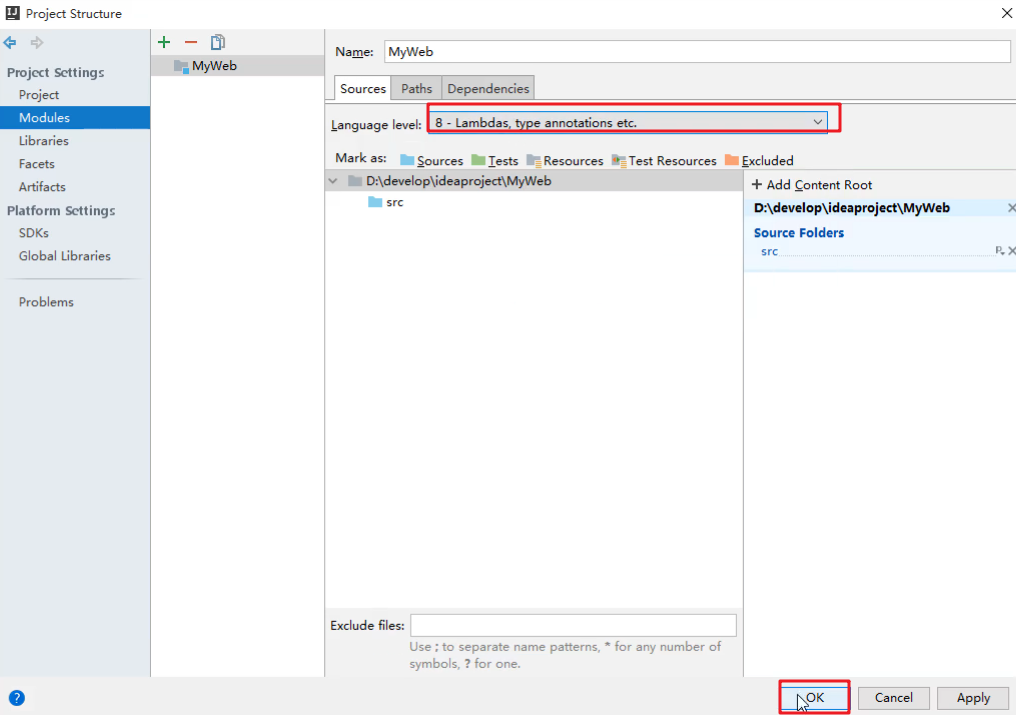 Project Structure
Project Settings
Project
Modules
Libraries
Facets
Artifacts
Platform Settings
SDKs
Global Libraries
Problems
MyWeb
Name: MyWeb
Sources Paths Dependencies
Language level: 8 - Lambdas, type annotations etc.
Mark as: Sources Tests Resources Test Resources Excluded
D:\develop\ideaproject\MyWeb
src
+ Add Content Root
D:\develop\ideaproject\MyWeb
Source Folders
src
Exclude files:
Use ; to separate name patterns, * for any number of
symbols, ? for one.
? OK Cancel Apply